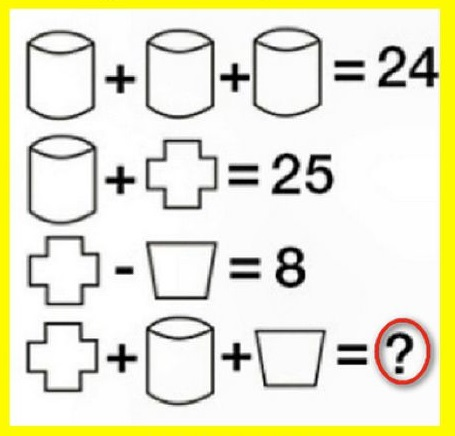 + + = 24
+ = 25
- = 8
+ + = ?